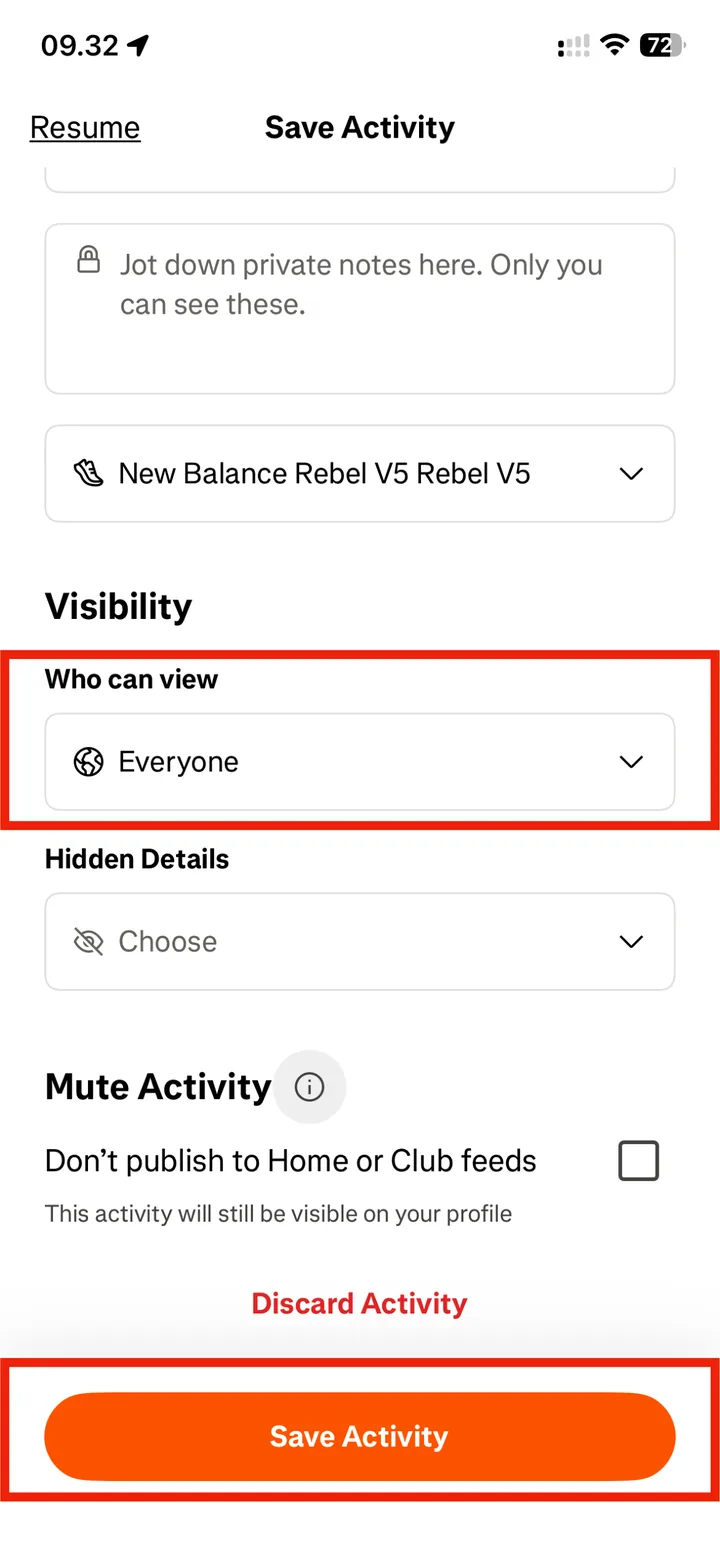 09.32
72
Resume
Save Activity
Jot down private notes here. Only you
can see these.
New Balance Rebel V5 Rebel V5
Visibility
Who can view
Everyone
Hidden Details
Choose
Mute Activity
Don’t publish to Home or Club feeds
This activity will still be visible on your profile
Discard Activity
Save Activity